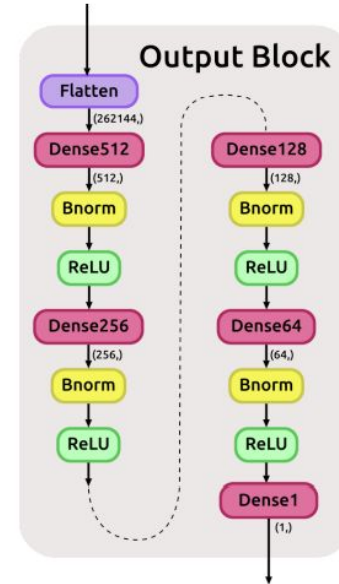 Output Block
Flatten
(262144,)
Dense512
(512,)
Bnorm
ReLU
Dense256
(256,)
Bnorm
ReLU
Dense128
(128,)
Bnorm
ReLU
Dense64
(64,)
Bnorm
ReLU
Dense1
(1,)